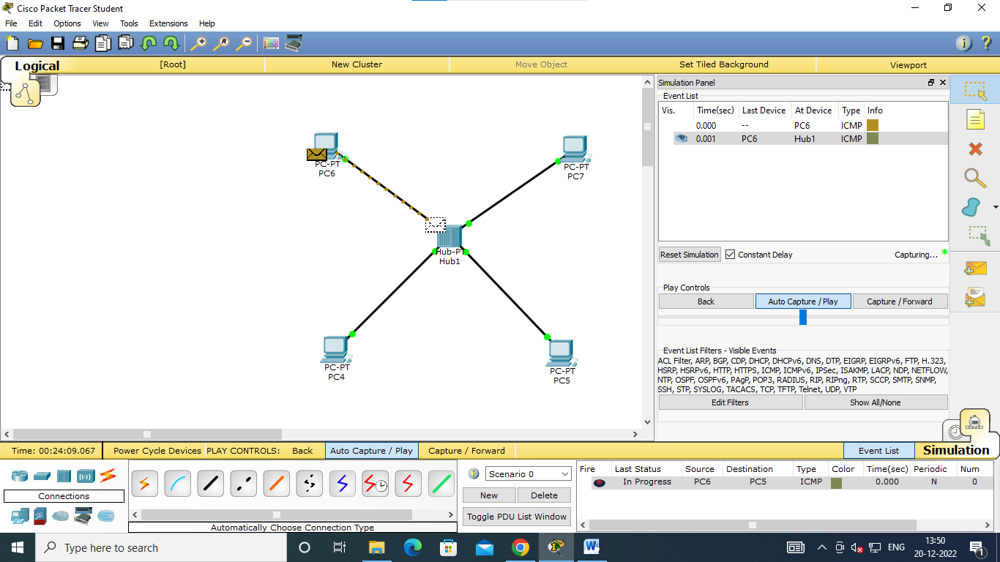 Cisco Packet Tracer Student
File Edit Options View Tools Extensions Help
Logical [Root] New Cluster Move Object Set Tiled Background Viewport
Simulation Panel
Event List
Vis. Time(sec) Last Device At Device Type Info
0.000 -- PC6 ICMP
0.001 PC6 Hub1 ICMP
PC-PT
PC6
PC-PT
PC7
Hub-PT
Hub1
PC-PT
PC4
PC-PT
PC5
Reset Simulation Constant Delay Capturing... *
Play Controls
Back Auto Capture / Play Capture / Forward
Event List Filters - Visible Events
ACL Filter, ARP, BGP, CDP, DHCP, DHCPv6, DNS, DTP, EIGRP, EIGRPv6, FTP, H.323,
HSRP, HSRPv6, HTTP, HTTPS, ICMP, ICMPv6, IPSec, ISAKMP, LACP, NDP, NETFLOW,
NTP, OSPF, OSPFv6, PAgP, POP3, RADIUS, RIP, RIPng, RTP, SCCP, SMTP, SNMP,
SSH, STP, SYSLOG, TACACS, TCP, TFTP, Telnet, UDP, VTP
Edit Filters Show All/None
Time: 00:24:09.067 Power Cycle Devices PLAY CONTROLS: Back Auto Capture / Play Capture / Forward Event List Simulation
Connections
Automatically Choose Connection Type
Scenario 0
New Delete
Toggle PDU List Window
Fire Last Status Source Destination Type Color Time(sec) Periodic Num
In Progress PC6 PC5 ICMP 0.000 N 0
Type here to search
ENG
13:50
20-12-2022
1